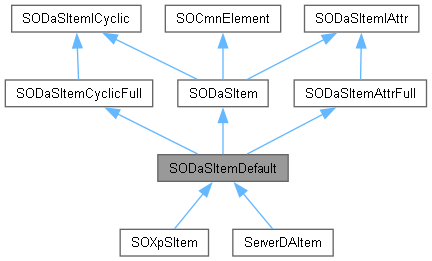 SODaSItemICyclic
SOCmnElement
SODaSItemIAttr
SODaSItemCyclicFull
SODaSItem
SODaSItemAttrFull
SODaSItemDefault
SOXpSItem
ServerDAItem